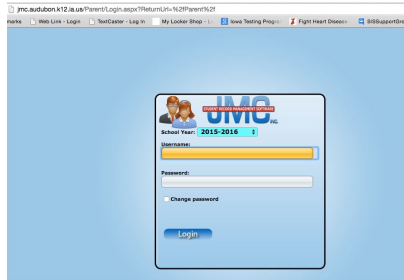 jmc.audubon.k12.ia.us/Parent/Login.aspx?ReturnUrl=%2fParent%2f
marks Web Link - Login TextCaster - Log In My Locker Shop - Lo Iowa Testing Progra Fight Heart Disease SISSupportGro
STUDENT RECORD MANAGEMENT SOFTWARE
JMC INC.
School Year: 2015-2016
Username:
Password:
Change password
Login